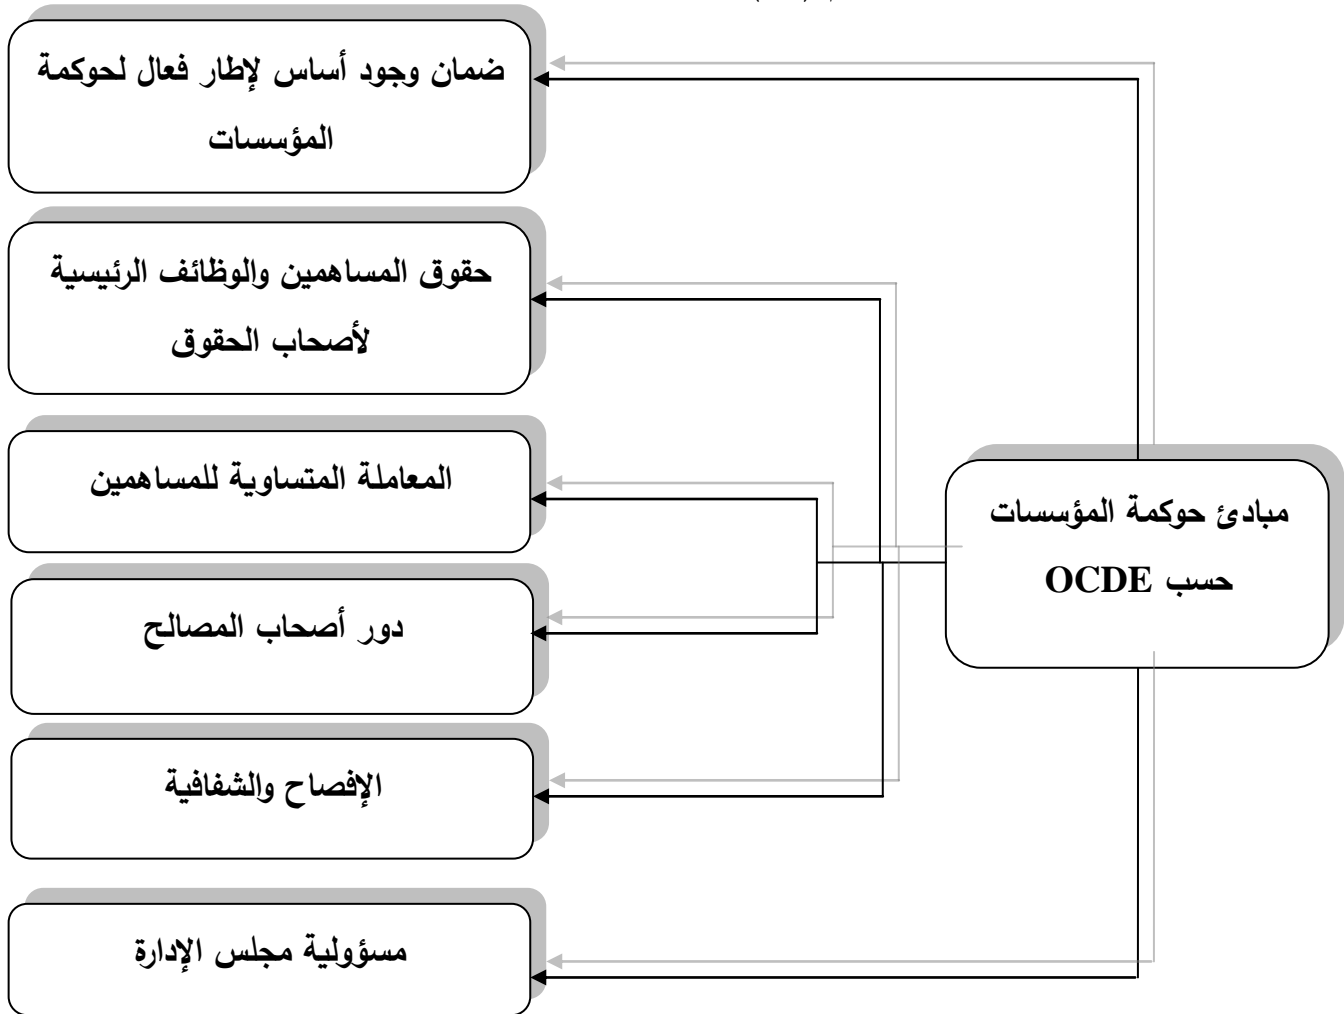 ضمان وجود أساس لإطار فعال لحوكمة
المؤسسات
حقوق المساهمين والوظائف الرئيسية
لأصحاب الحقوق
المعاملة المتساوية للمساهمين
مبادئ حوكمة المؤسسات
حسب OCDE
دور أصحاب المصالح
الإفصاح والشفافية
مسؤولية مجلس الإدارة